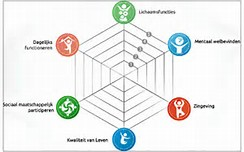 Lichaamsfuncties
Dagelijks
functioneren
Mentaal welbevinden
Sociaal maatschappelijk
participeren
Zingeving
Kwaliteit van Leven